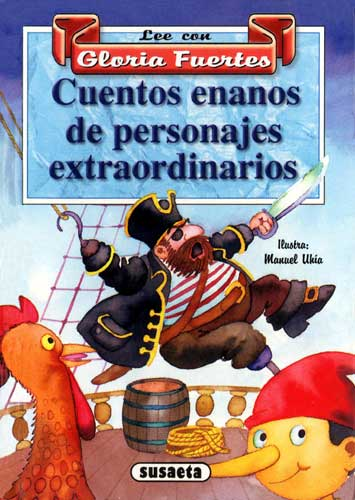 Lee con
Gloria Fuertes
Cuentos enanos
de personajes
extraordinarios
Ilustra:
Manuel Uhía
susaeta